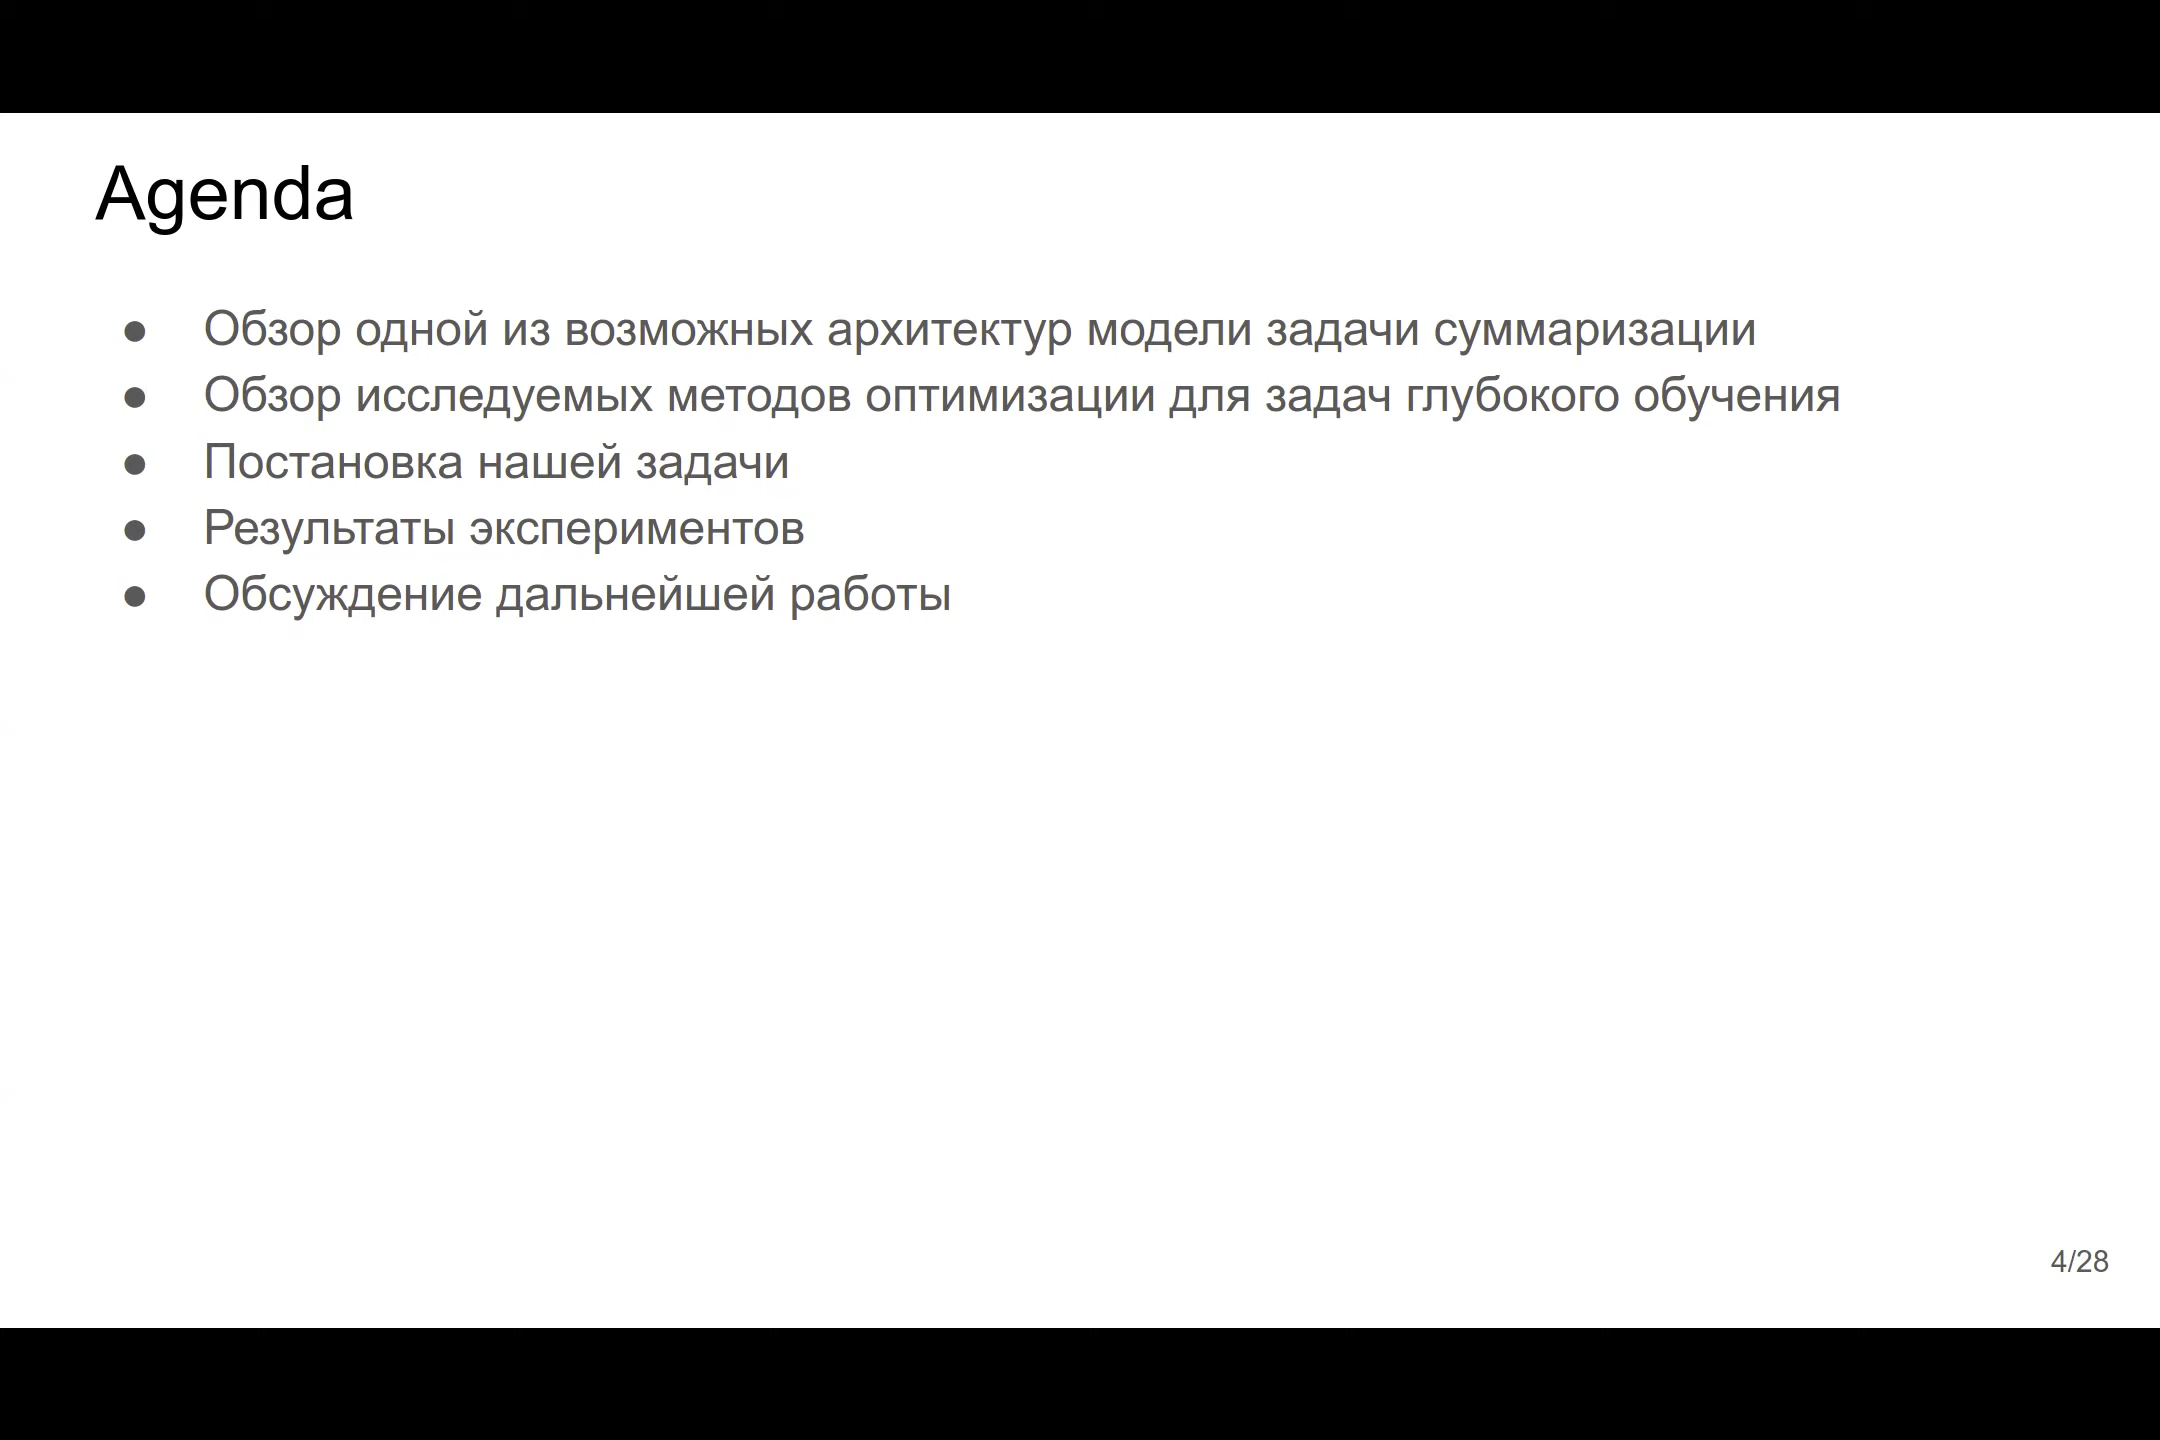 Agenda
● Обзор одной из возможных архитектур модели задачи суммаризации
● Обзор исследуемых методов оптимизации для задач глубокого обучения
● Постановка нашей задачи
● Результаты экспериментов
● Обсуждение дальнейшей работы
4/28